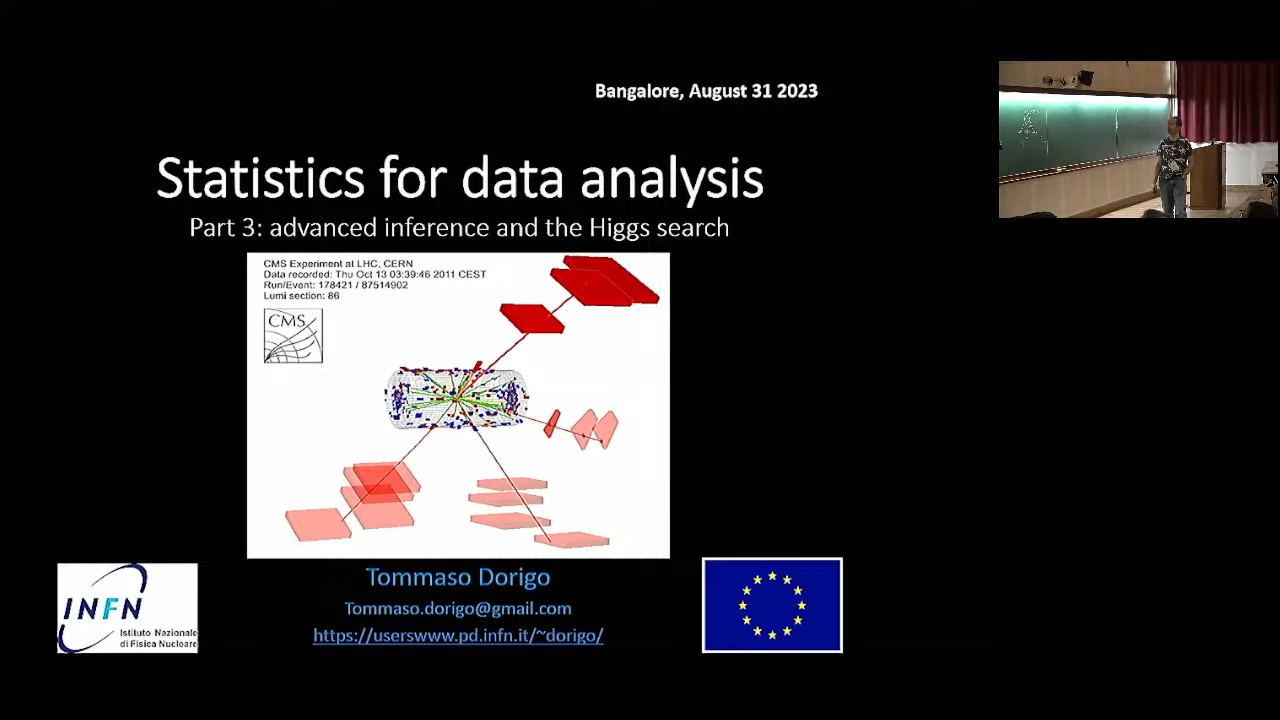 Bangalore, August 31 2023
Statistics for data analysis
Part 3: advanced inference and the Higgs search
CMS Experiment at LHC, CERN
Data recorded: Thu Oct 13 03:39:46 2011 CEST
Run/Event: 178421 / 87514902
Lumi section: 86
CMS
Tommaso Dorigo
Tommaso.dorigo@gmail.com
https://userswww.pd.infn.it/~dorigo/
INFN
Istituto Nazionale
di Fisica Nucleare